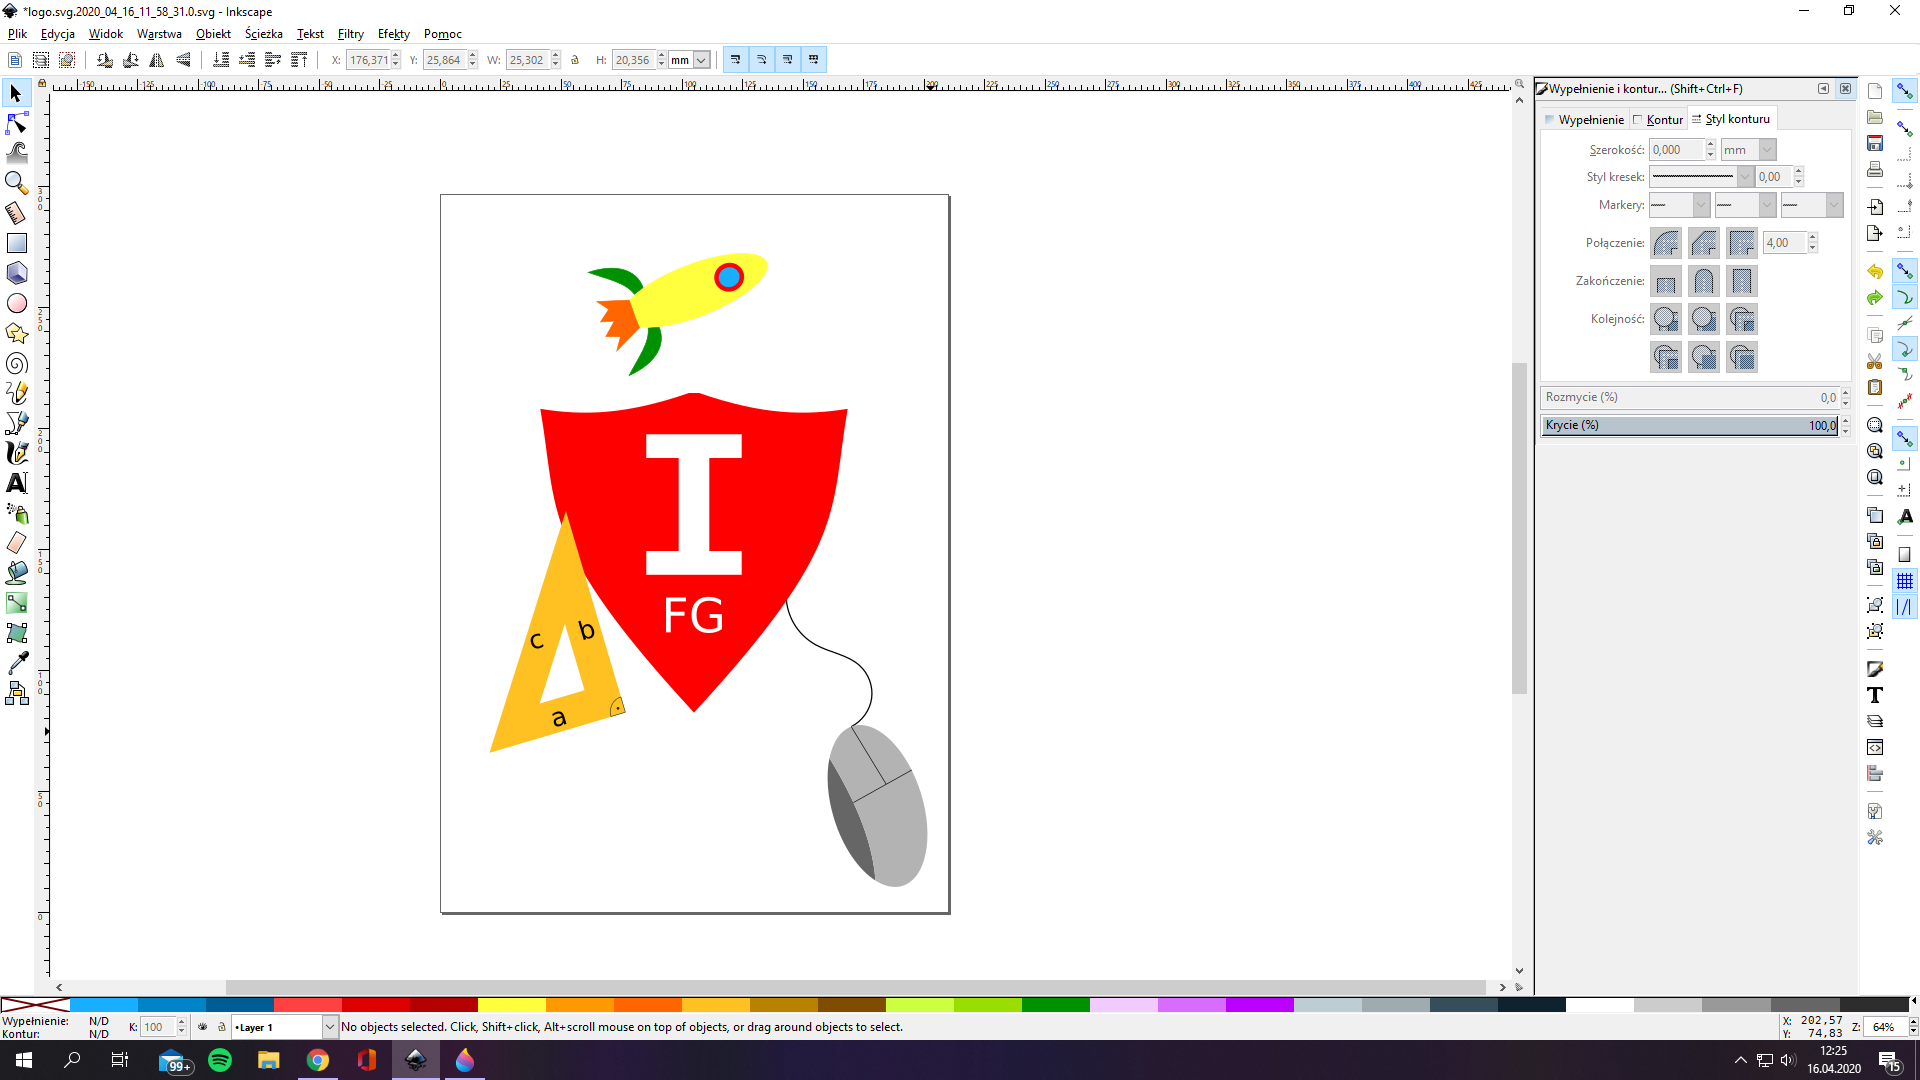 *logo.svg.2020_04_16_11_58_31.0.svg - Inkscape
Plik Edycja Widok Warstwa Obiekt Ścieżka Tekst Filtry Efekty Pomoc
X: 176,371 Y: 25,864 W: 25,302 H: 20,356 mm
Wypełnienie i kontur... (Shift+Ctrl+F)
Wypełnienie Kontur Styl konturu
Szerokość: 0,000 mm
Styl kresek: 0,00
Markery:
Połączenie: 4,00
Zakończenie:
Kolejność:
Rozmycie (%) 0,0
Krycie (%) 100,0
I
FG
c b
a
Wypełnienie: N/D
Kontur: N/D
K: 100
•Layer 1
No objects selected. Click, Shift+click, Alt+scroll mouse on top of objects, or drag around objects to select.
X: 202,57
Y: 74,83
Z: 64%
99+
12:25
16.04.2020
15